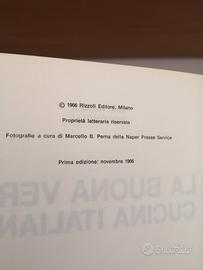 © 1966 Rizzoli Editore, Milano
Proprietà letteraria riservata
Fotografie a cura di Marcello B. Perna della Naper Presse Service
Prima edizione: novembre 1966
LA BUONA VER
CUCINA ITALIAN
subito